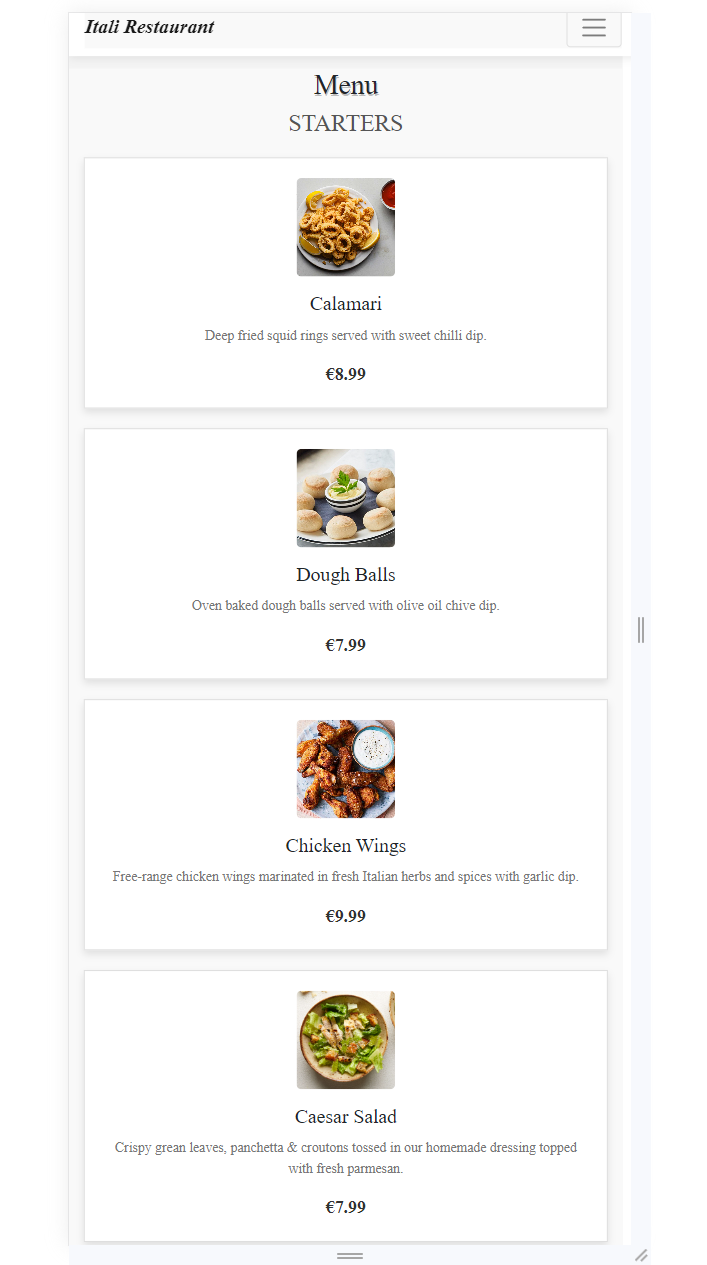 Itali Restaurant
Menu
STARTERS
Calamari
Deep fried squid rings served with sweet chilli dip.
€8.99
Dough Balls
Oven baked dough balls served with olive oil chive dip.
€7.99
Chicken Wings
Free-range chicken wings marinated in fresh Italian herbs and spices with garlic dip.
€9.99
Caesar Salad
Crispy grean leaves, panchetta & croutons tossed in our homemade dressing topped
with fresh parmesan.
€7.99